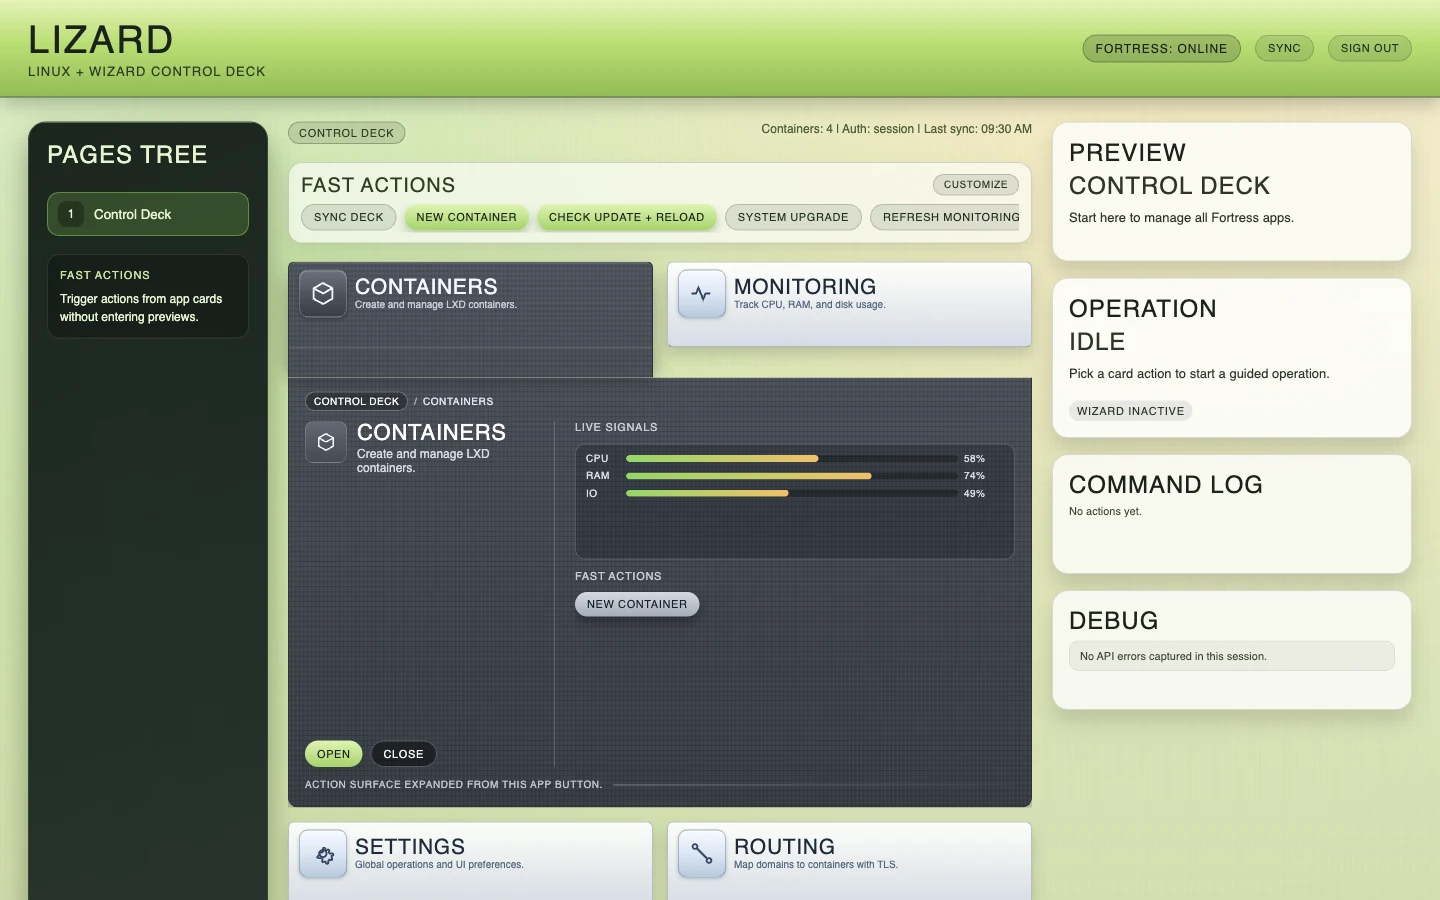 LIZARD
LINUX + WIZARD CONTROL DECK
FORTRESS: ONLINE
SYNC
SIGN OUT
PAGES TREE
1 Control Deck
FAST ACTIONS
Trigger actions from app cards
without entering previews.
CONTROL DECK
Containers: 4 | Auth: session | Last sync: 09:30 AM
FAST ACTIONS
CUSTOMIZE
SYNC DECK
NEW CONTAINER
CHECK UPDATE + RELOAD
SYSTEM UPGRADE
REFRESH MONITORING
CONTAINERS
Create and manage LXD containers.
MONITORING
Track CPU, RAM, and disk usage.
CONTROL DECK / CONTAINERS
CONTAINERS
Create and manage LXD
containers.
LIVE SIGNALS
CPU 58%
RAM 74%
IO 49%
FAST ACTIONS
NEW CONTAINER
OPEN
CLOSE
ACTION SURFACE EXPANDED FROM THIS APP BUTTON.
SETTINGS
Global operations and UI preferences.
ROUTING
Map domains to containers with TLS.
PREVIEW
CONTROL DECK
Start here to manage all Fortress apps.
OPERATION
IDLE
Pick a card action to start a guided operation.
WIZARD INACTIVE
COMMAND LOG
No actions yet.
DEBUG
No API errors captured in this session.